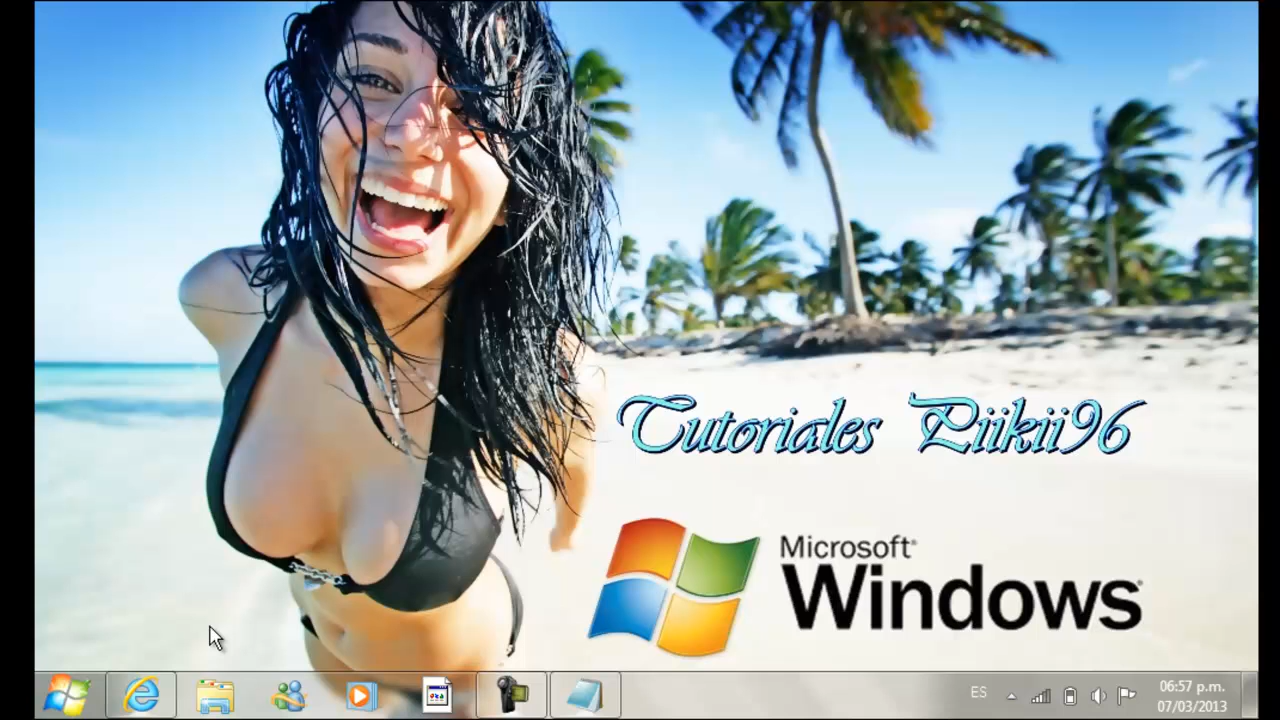 Tutoriales Piikii96
Microsoft®
Windows®
ES
06:57 p.m.
07/03/2013